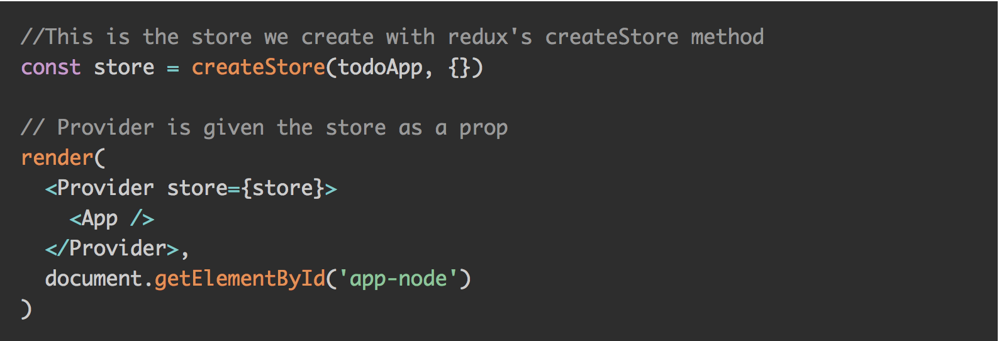 //This is the store we create with redux's createStore method
const store = createStore(todoApp, {})
// Provider is given the store as a prop
render(
  <Provider store={store}>
    <App />
  </Provider>,
  document.getElementById('app-node')
)